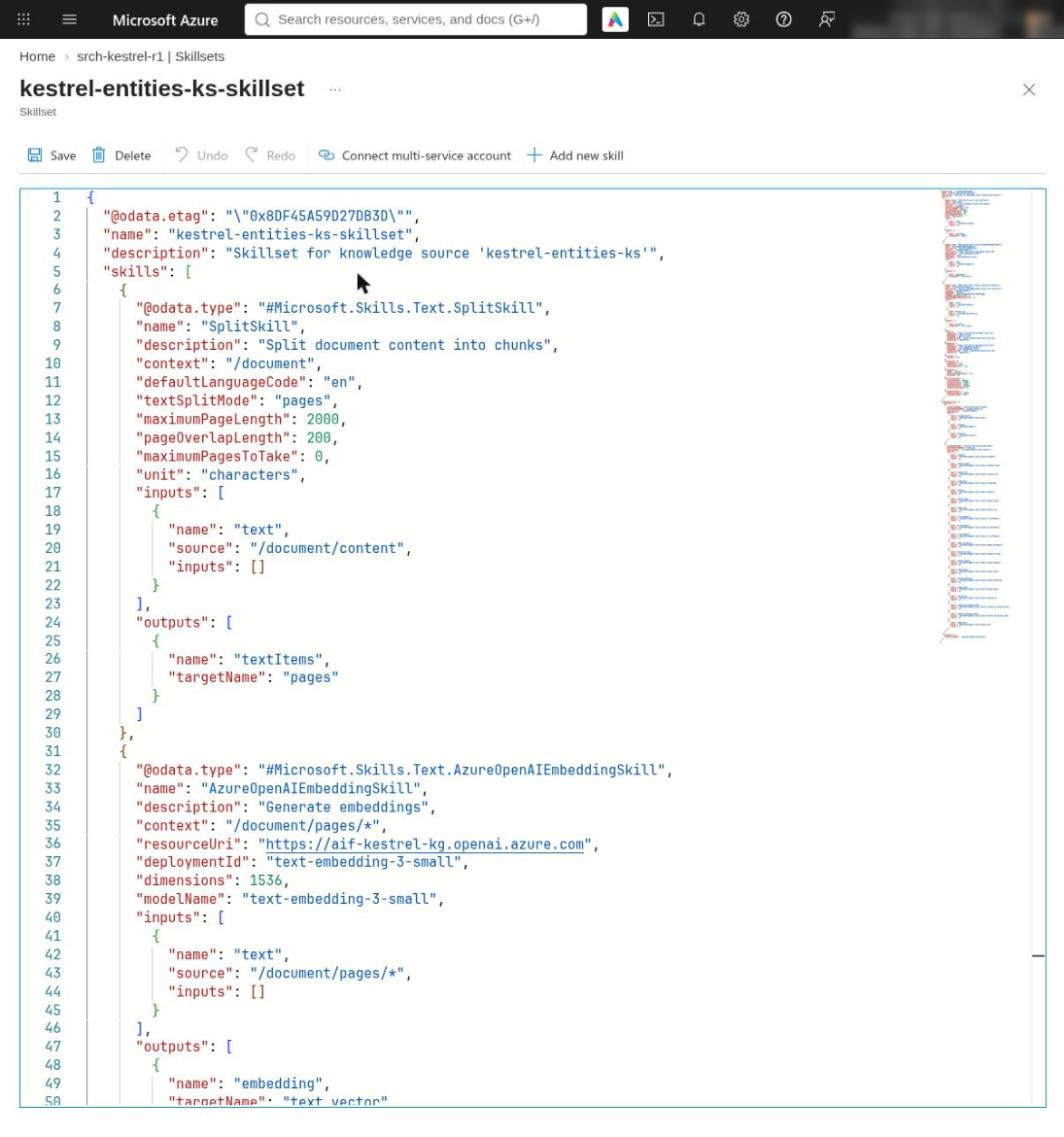 Microsoft Azure
Search resources, services, and docs (G+/)
Home > srch-kestrel-r1 | Skillsets
kestrel-entities-ks-skillset ...
Skillset
Save Delete Undo Redo Connect multi-service account Add new skill
1 {
2 "@odata.etag": "\"0x8DF45A59D27DB3D\"",
3 "name": "kestrel-entities-ks-skillset",
4 "description": "Skillset for knowledge source 'kestrel-entities-ks'",
5 "skills": [
6 {
7 "@odata.type": "#Microsoft.Skills.Text.SplitSkill",
8 "name": "SplitSkill",
9 "description": "Split document content into chunks",
10 "context": "/document",
11 "defaultLanguageCode": "en",
12 "textSplitMode": "pages",
13 "maximumPageLength": 2000,
14 "pageOverlapLength": 200,
15 "maximumPagesToTake": 0,
16 "unit": "characters",
17 "inputs": [
18 {
19 "name": "text",
20 "source": "/document/content",
21 "inputs": []
22 }
23 ],
24 "outputs": [
25 {
26 "name": "textItems",
27 "targetName": "pages"
28 }
29 ]
30 },
31 {
32 "@odata.type": "#Microsoft.Skills.Text.AzureOpenAIEmbeddingSkill",
33 "name": "AzureOpenAIEmbeddingSkill",
34 "description": "Generate embeddings",
35 "context": "/document/pages/*",
36 "resourceUri": "https://aif-kestrel-kg.openai.azure.com",
37 "deploymentId": "text-embedding-3-small",
38 "dimensions": 1536,
39 "modelName": "text-embedding-3-small",
40 "inputs": [
41 {
42 "name": "text",
43 "source": "/document/pages/*",
44 "inputs": []
45 }
46 ],
47 "outputs": [
48 {
49 "name": "embedding",
50 "targetName": "text_vector"